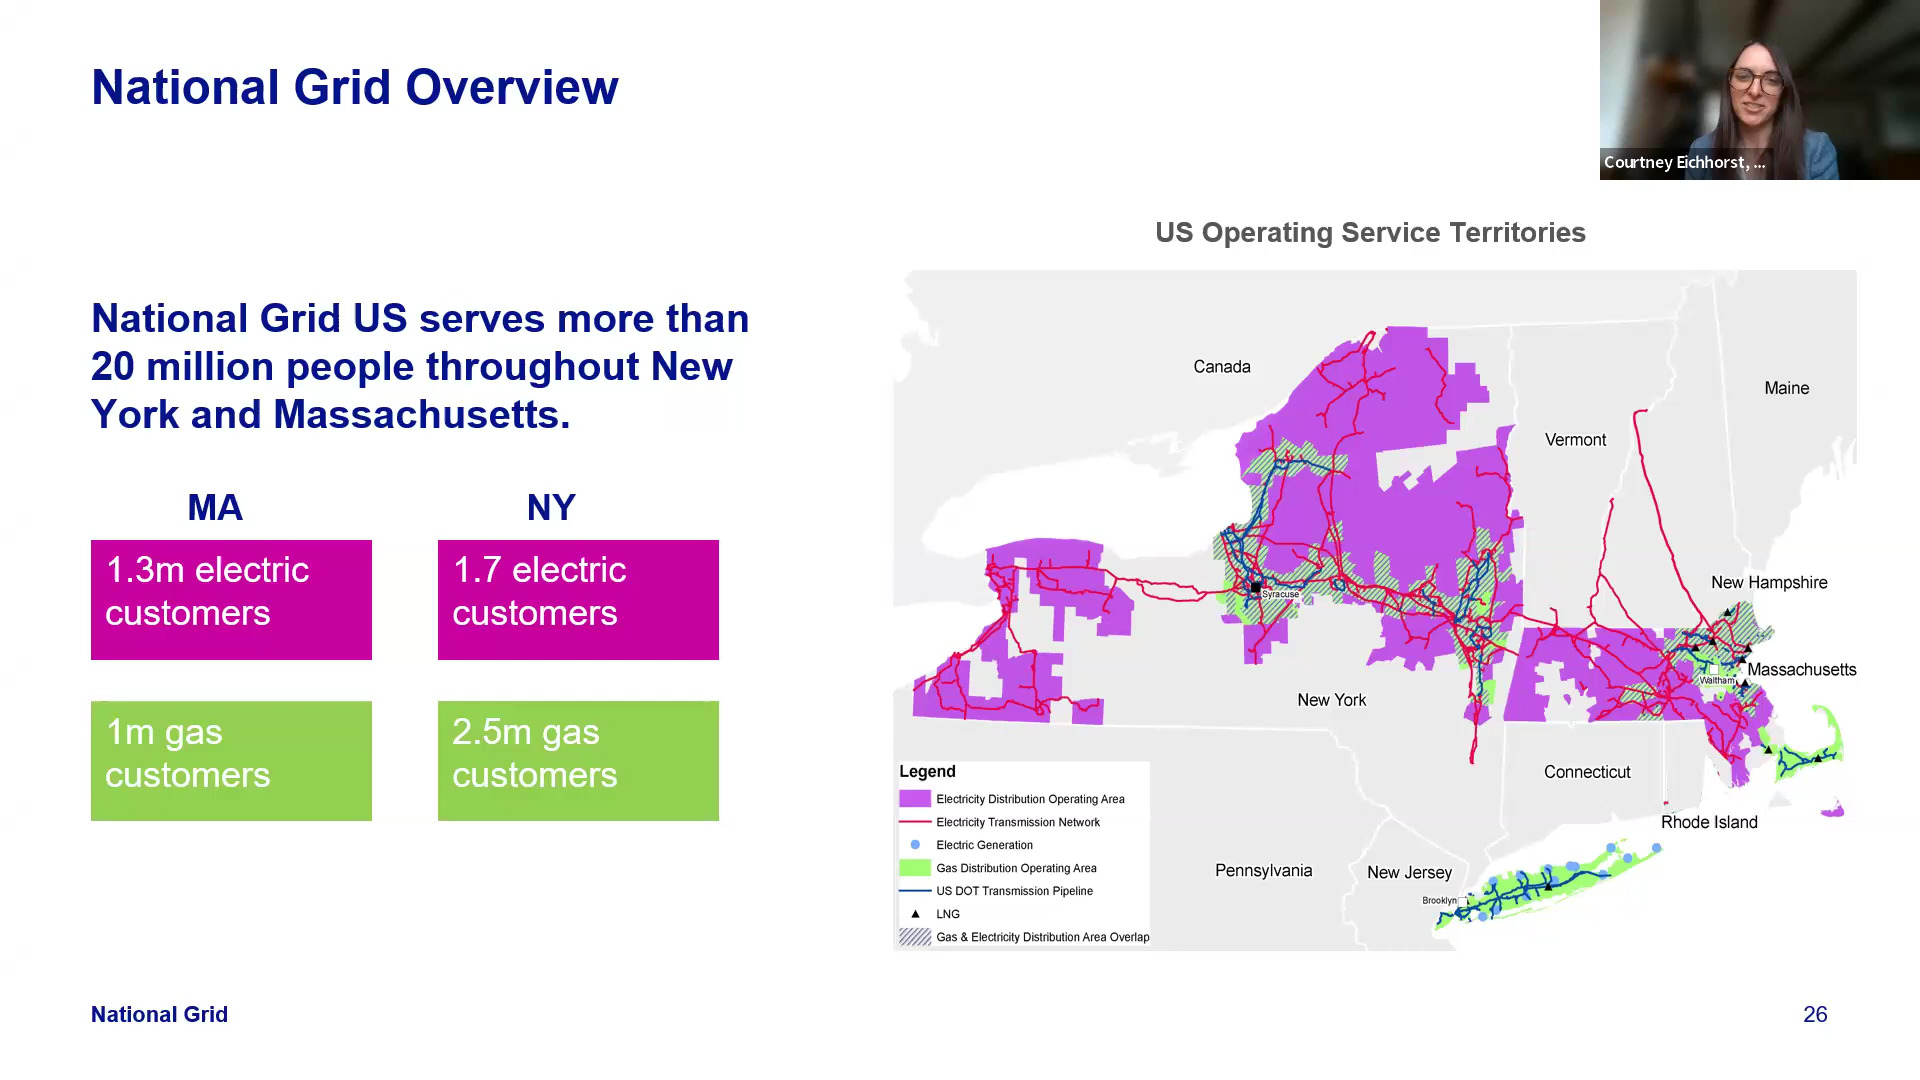 National Grid Overview
Courtney Eichhorst, ...
US Operating Service Territories
National Grid US serves more than
20 million people throughout New
York and Massachusetts.
MA
NY
1.3m electric
customers
1.7 electric
customers
1m gas
customers
2.5m gas
customers
Canada
Maine
Vermont
New Hampshire
Syracuse
Massachusetts
Waltham
New York
Connecticut
Rhode Island
Pennsylvania
New Jersey
Brooklyn
Legend
Electricity Distribution Operating Area
Electricity Transmission Network
Electric Generation
Gas Distribution Operating Area
US DOT Transmission Pipeline
LNG
Gas & Electricity Distribution Area Overlap
National Grid
26